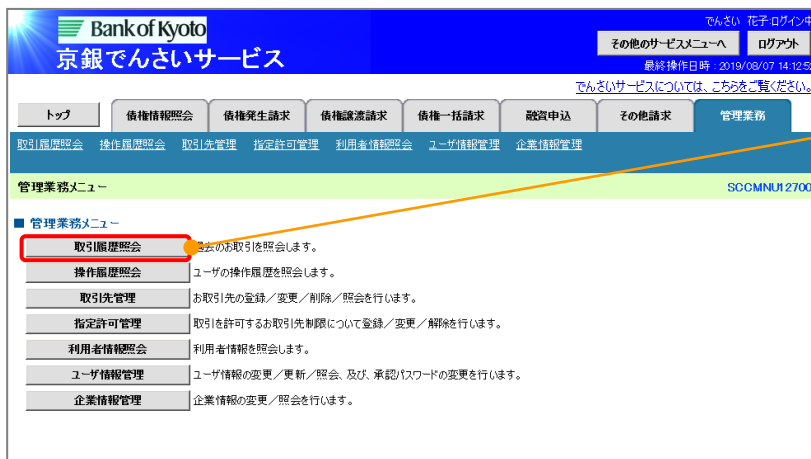 Bank of Kyoto
京銀でんさいサービス
でんさい 花子:ログイン中
その他のサービスメニューへ ログアウト
最終操作日時:2019/08/07 14:12:52
でんさいサービスについては、こちらをご覧ください。
トップ 債権情報照会 債権発生請求 債権譲渡請求 債権一括請求 融資申込 その他請求 管理業務
取引履歴照会 操作履歴照会 取引先管理 指定許可管理 利用者情報照会 ユーザ情報管理 企業情報管理
管理業務メニュー SCCMNU12700
■ 管理業務メニュー
取引履歴照会 過去のお取引を照会します。
操作履歴照会 ユーザの操作履歴を照会します。
取引先管理 お取引先の登録/変更/削除/照会を行います。
指定許可管理 取引を許可するお取引先制限について登録/変更/解除を行います。
利用者情報照会 利用者情報を照会します。
ユーザ情報管理 ユーザ情報の変更/更新/照会、及び、承認パスワードの変更を行います。
企業情報管理 企業情報の変更/照会を行います。